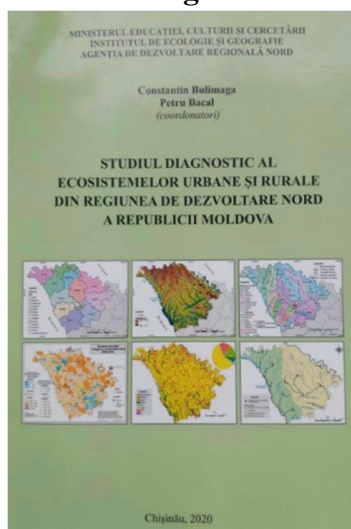 MINISTERUL EDUCAȚIEI, CULTURII ȘI CERCETĂRII
INSTITUTUL DE ECOLOGIE ȘI GEOGRAFIE
AGENȚIA DE DEZVOLTARE REGIONALĂ NORD
Constantin Bulimaga
Petru Bacal
(coordonatori)
STUDIUL DIAGNOSTIC AL
ECOSISTEMELOR URBANE ȘI RURALE
DIN REGIUNEA DE DEZVOLTARE NORD
A REPUBLICII MOLDOVA
Chișinău, 2020